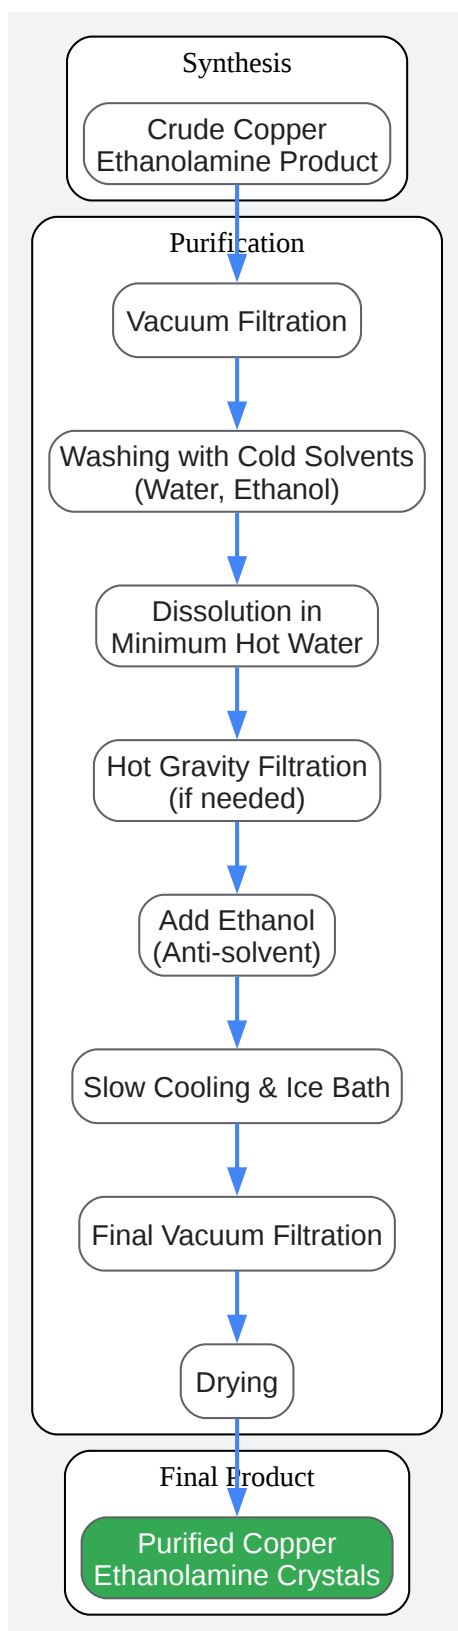 Synthesis
Crude Copper
Ethanolamine Product
Purification
Vacuum Filtration
Washing with Cold Solvents
(Water, Ethanol)
Dissolution in
Minimum Hot Water
Hot Gravity Filtration
(if needed)
Add Ethanol
(Anti-solvent)
Slow Cooling & Ice Bath
Final Vacuum Filtration
Drying
Final Product
Purified Copper
Ethanolamine Crystals